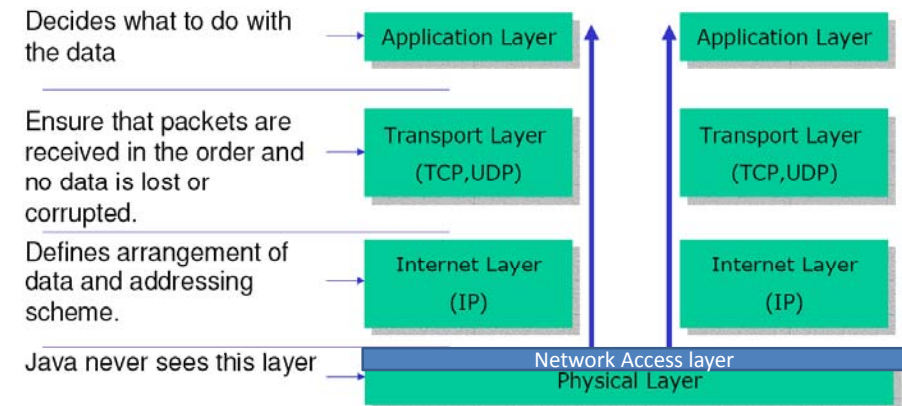 Decides what to do with
the data
Application Layer
Application Layer
Ensure that packets are
received in the order and
no data is lost or
corrupted.
Transport Layer
(TCP,UDP)
Transport Layer
(TCP,UDP)
Defines arrangement of
data and addressing
scheme.
Internet Layer
(IP)
Internet Layer
(IP)
Java never sees this layer
Network Access layer
Physical Layer